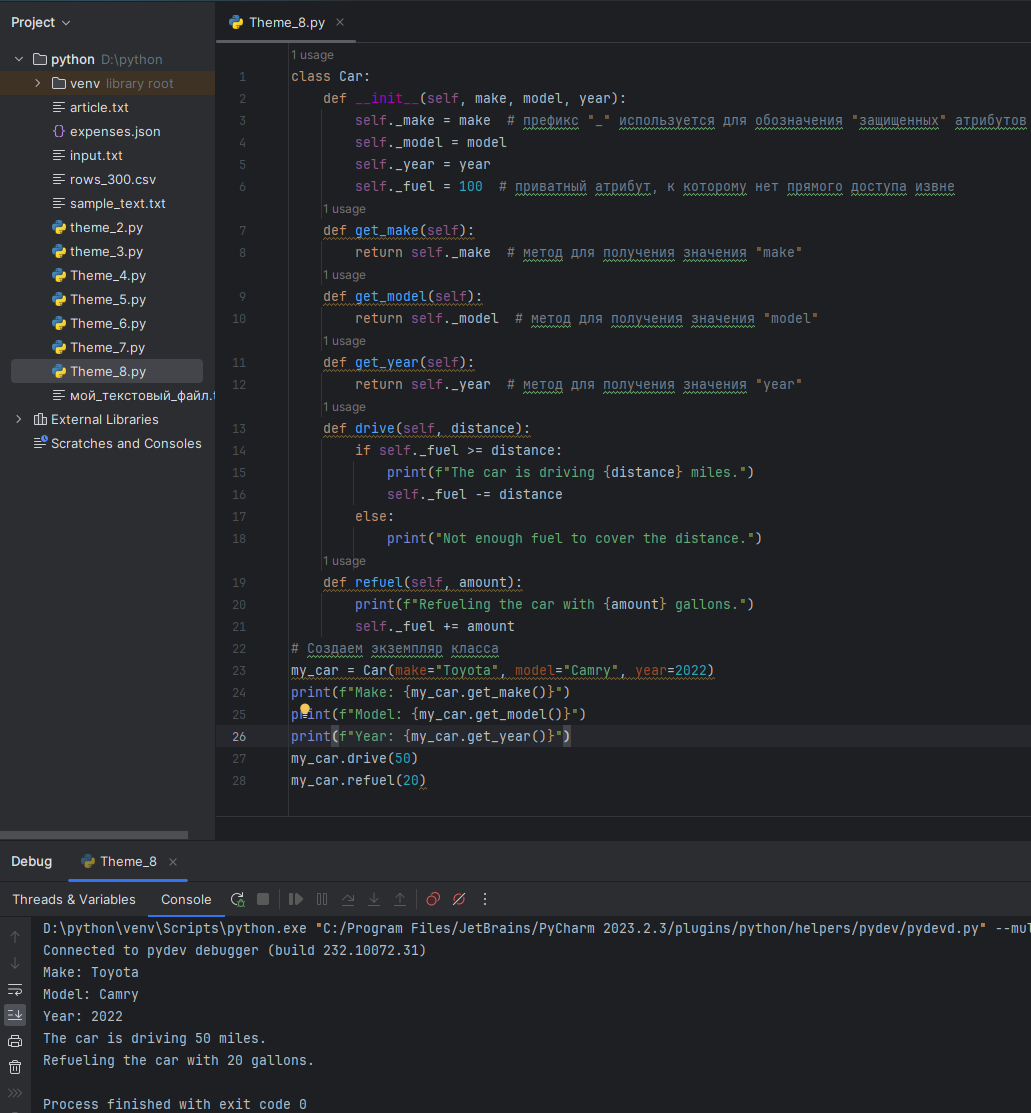 Project
Theme_8.py
python D:\python
venv library root
article.txt
expenses.json
input.txt
rows_300.csv
sample_text.txt
theme_2.py
theme_3.py
Theme_4.py
Theme_5.py
Theme_6.py
Theme_7.py
Theme_8.py
мой_текстовый_файл.t
External Libraries
Scratches and Consoles
1 usage
1 class Car:
2 def __init__(self, make, model, year):
3 self._make = make # префикс "_" используется для обозначения "защищенных" атрибутов
4 self._model = model
5 self._year = year
6 self._fuel = 100 # приватный атрибут, к которому нет прямого доступа извне
1 usage
7 def get_make(self):
8 return self._make # метод для получения значения "make"
1 usage
9 def get_model(self):
10 return self._model # метод для получения значения "model"
1 usage
11 def get_year(self):
12 return self._year # метод для получения значения "year"
1 usage
13 def drive(self, distance):
14 if self._fuel >= distance:
15 print(f"The car is driving {distance} miles.")
16 self._fuel -= distance
17 else:
18 print("Not enough fuel to cover the distance.")
1 usage
19 def refuel(self, amount):
20 print(f"Refueling the car with {amount} gallons.")
21 self._fuel += amount
22 # Создаем экземпляр класса
23 my_car = Car(make="Toyota", model="Camry", year=2022)
24 print(f"Make: {my_car.get_make()}")
25 print(f"Model: {my_car.get_model()}")
26 print(f"Year: {my_car.get_year()}")
27 my_car.drive(50)
28 my_car.refuel(20)
Debug Theme_8
Threads & Variables Console
D:\python\venv\Scripts\python.exe "C:/Program Files/JetBrains/PyCharm 2023.2.3/plugins/python/helpers/pydev/pydevd.py" --mul
Connected to pydev debugger (build 232.10072.31)
Make: Toyota
Model: Camry
Year: 2022
The car is driving 50 miles.
Refueling the car with 20 gallons.
Process finished with exit code 0